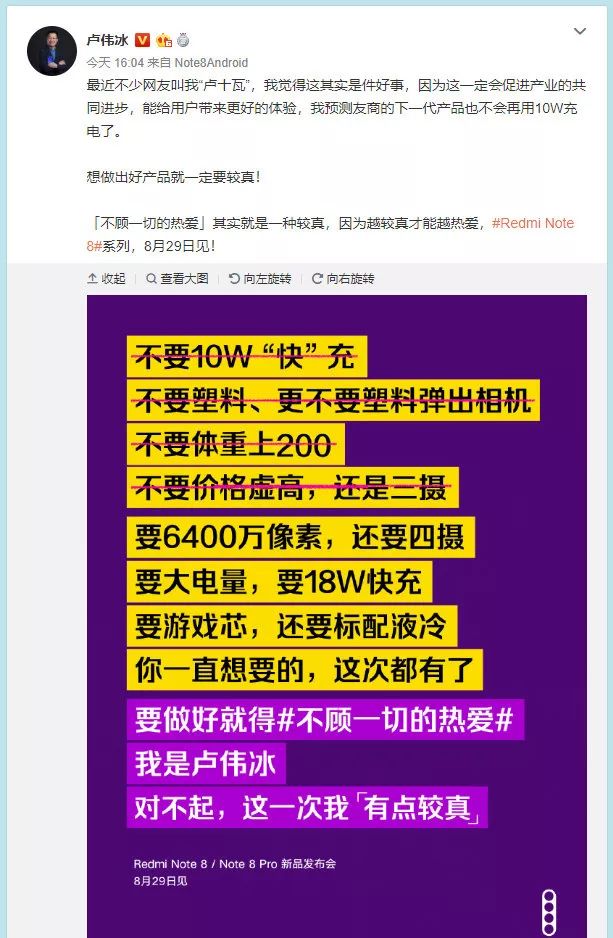 卢伟冰
今天 16:04 来自 Note8Android
最近不少网友叫我“卢十瓦”，我觉得这其实是件好事，因为这一定会促进产业的共
同进步，能给用户带来更好的体验，我预测友商的下一代产品也不会再用10W充
电了。
想做出好产品就一定要较真！
「不顾一切的热爱」其实就是一种较真，因为越较真才能越热爱，#Redmi Note
8#系列，8月29日见！
收起 查看大图 向左旋转 向右旋转
不要10W“快”充
不要塑料、更不要塑料弹出相机
不要体重上200
不要价格虚高，还是三摄
要6400万像素，还要四摄
要大电量，要18W快充
要游戏芯，还要标配液冷
你一直想要的，这次都有了
要做好就得#不顾一切的热爱#
我是卢伟冰
对不起，这一次我「有点较真」
Redmi Note 8 / Note 8 Pro 新品发布会
8月29日见